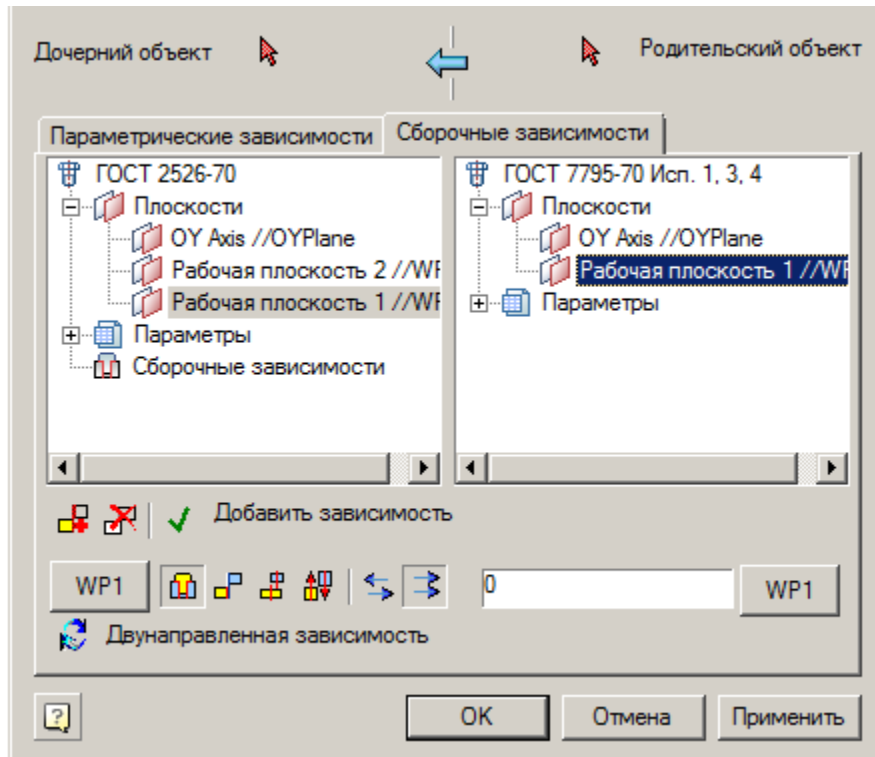 Дочерний объект
Родительский объект
Параметрические зависимости
Сборочные зависимости
ГОСТ 2526-70
Плоскости
OY Axis //OYPlane
Рабочая плоскость 2 //WF
Рабочая плоскость 1 //WF
Параметры
Сборочные зависимости
ГОСТ 7795-70 Исп. 1, 3, 4
Плоскости
OY Axis //OYPlane
Рабочая плоскость 1 //WF
Параметры
Добавить зависимость
WP1
0
WP1
Двунаправленная зависимость
?
OK
Отмена
Применить